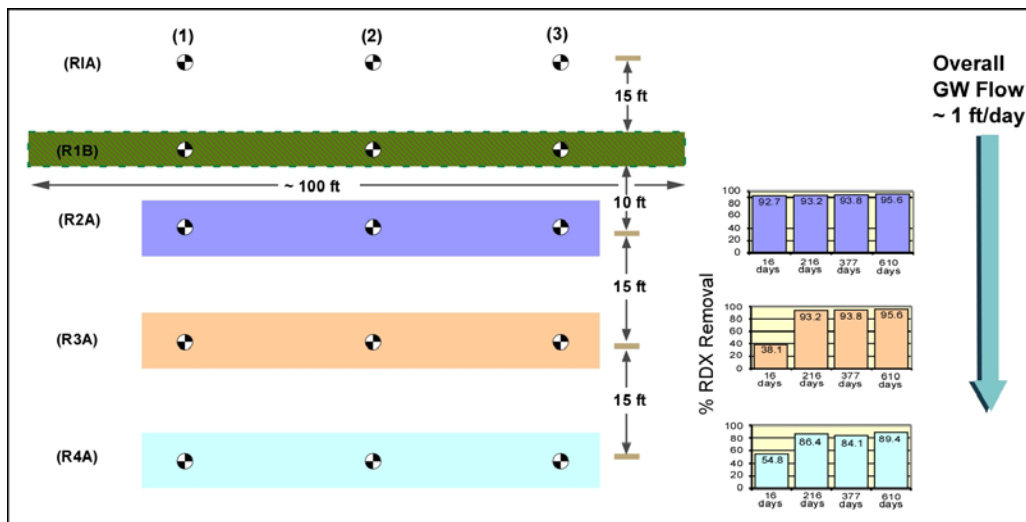 (1)
(2)
(3)
(RIA)
15 ft
Overall
GW Flow
~ 1 ft/day
(R1B)
~ 100 ft
10 ft
(R2A)
100
80
60
40
20
0
92.7
93.2
93.8
95.6
16
days
216
days
377
days
610
days
15 ft
% RDX Removal
(R3A)
100
80
60
40
20
0
38.1
93.2
93.8
95.6
16
days
216
days
377
days
610
days
15 ft
(R4A)
100
80
60
40
20
0
54.8
86.4
84.1
89.4
16
days
216
days
377
days
610
days